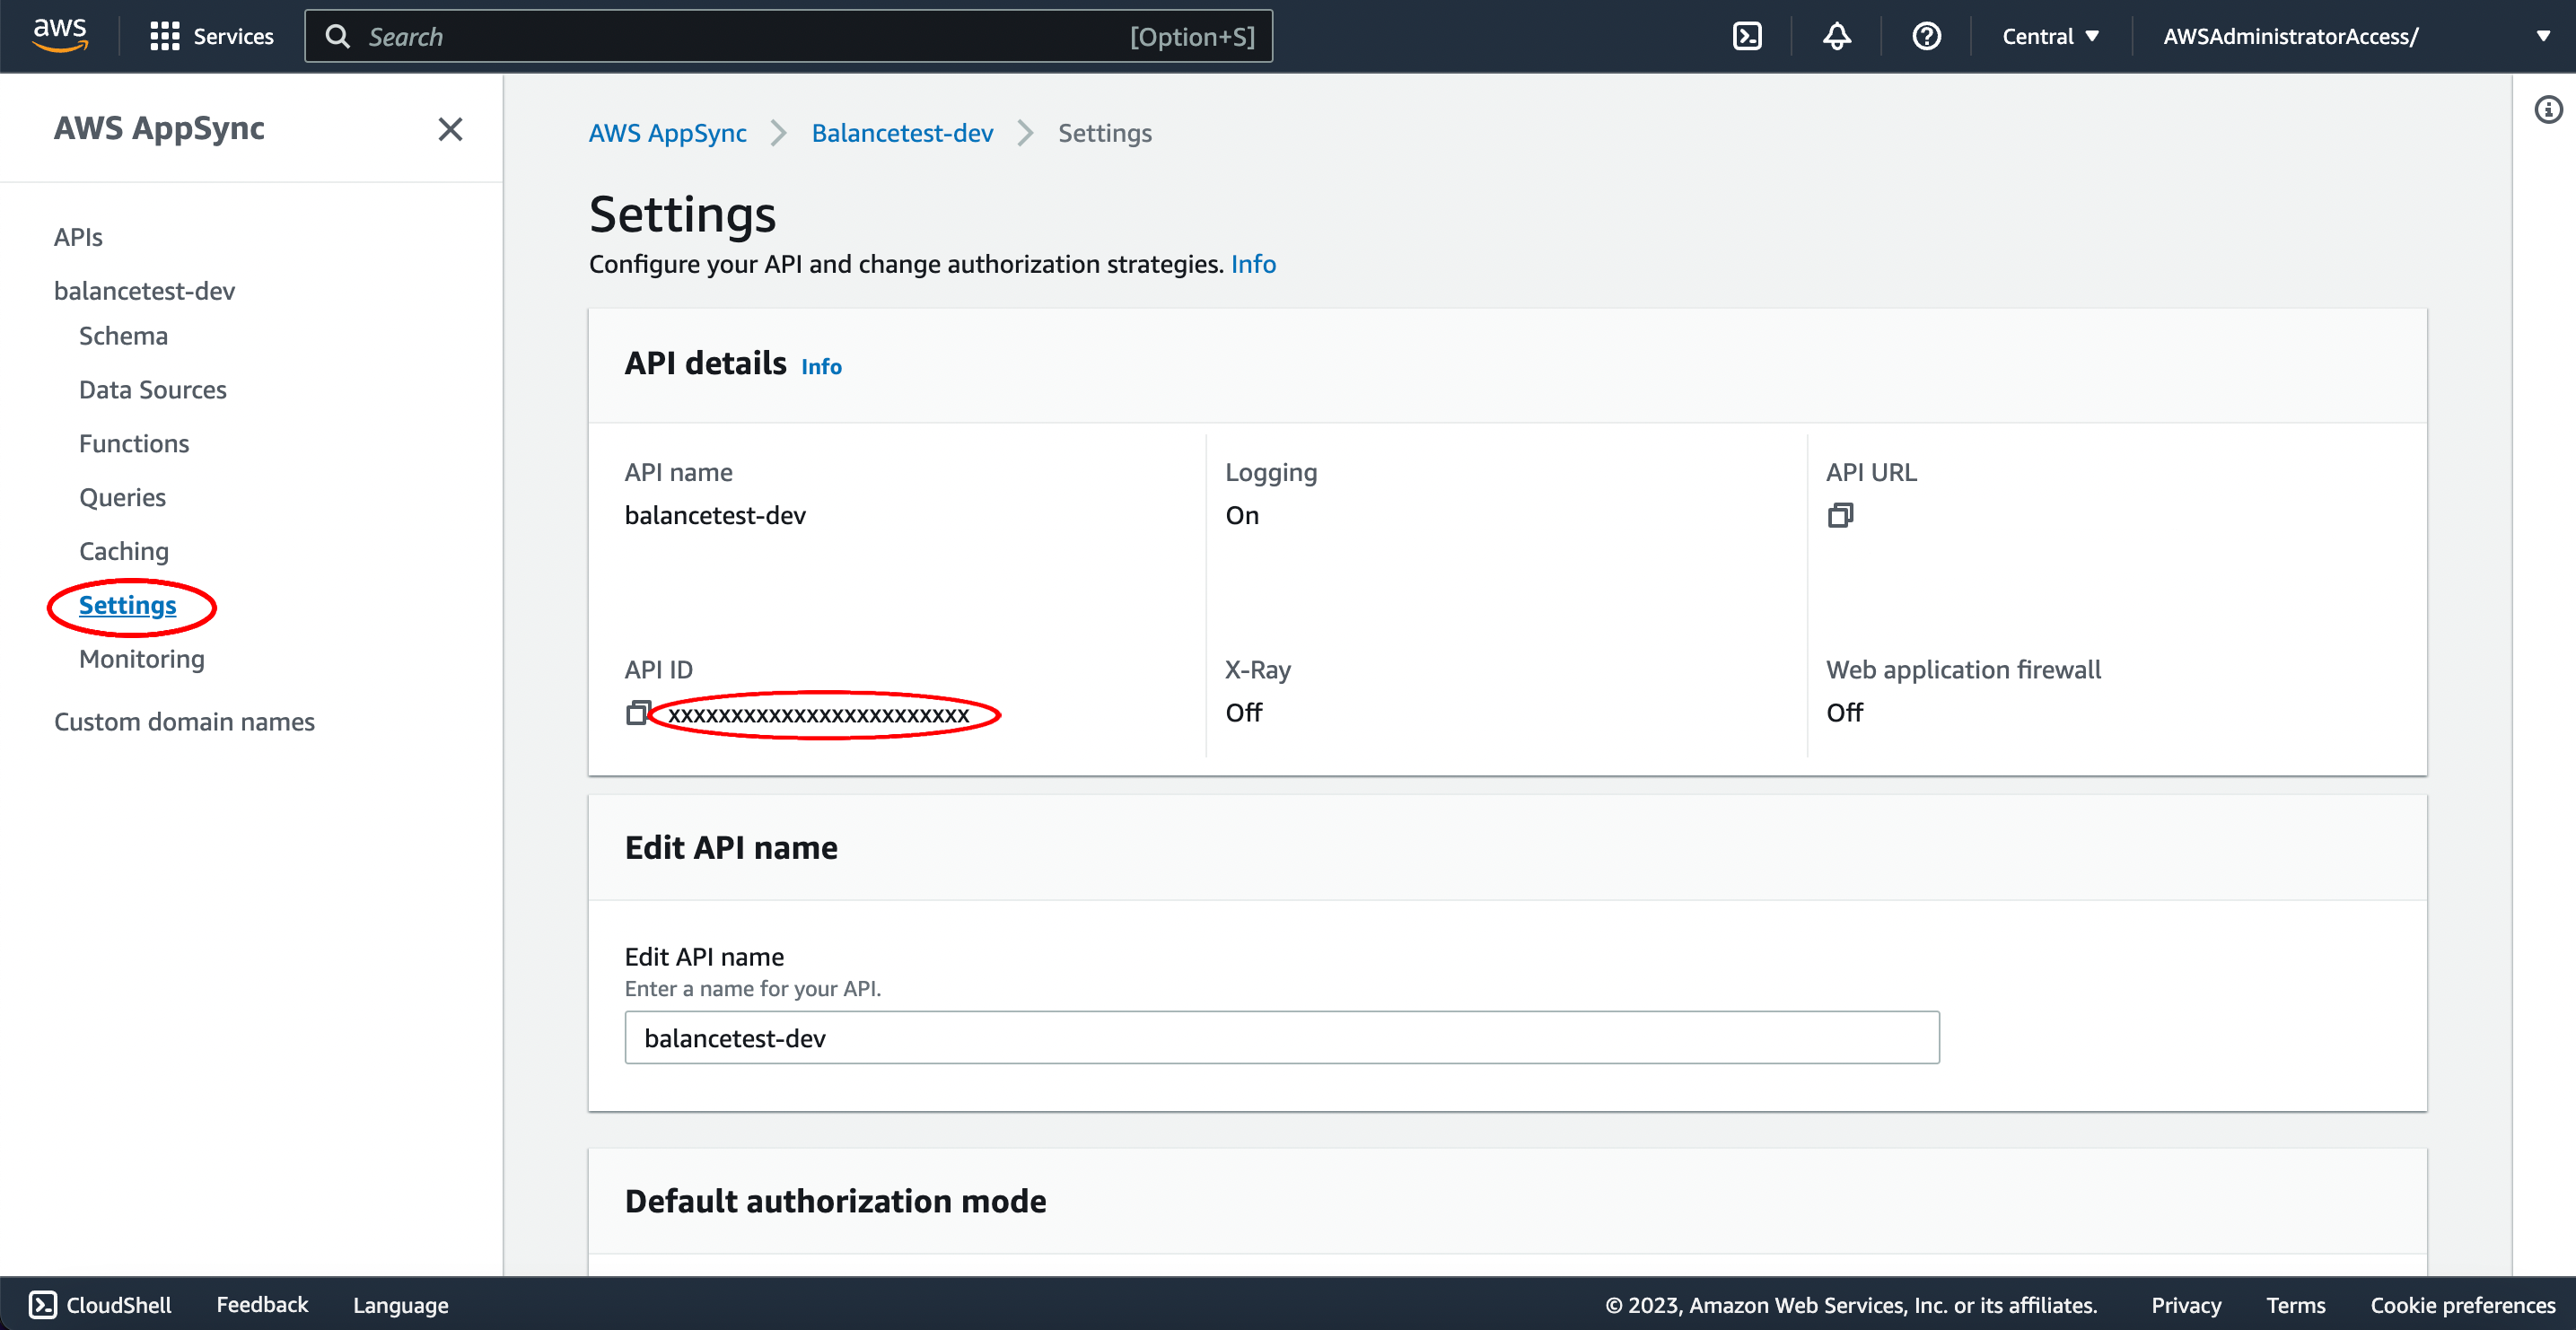 aws Services Search [Option+S] Central AWSAdministratorAccess/
AWS AppSync
APIs
balancetest-dev
Schema
Data Sources
Functions
Queries
Caching
Settings
Monitoring
Custom domain names
AWS AppSync Balancetest-dev Settings
Settings
Configure your API and change authorization strategies. Info
API details Info
API name
balancetest-dev
Logging
On
API URL
API ID
xxxxxxxxxxxxxxxxxxxxxxxx
X-Ray
Off
Web application firewall
Off
Edit API name
Edit API name
Enter a name for your API.
balancetest-dev
Default authorization mode
CloudShell Feedback Language © 2023, Amazon Web Services, Inc. or its affiliates. Privacy Terms Cookie preferences